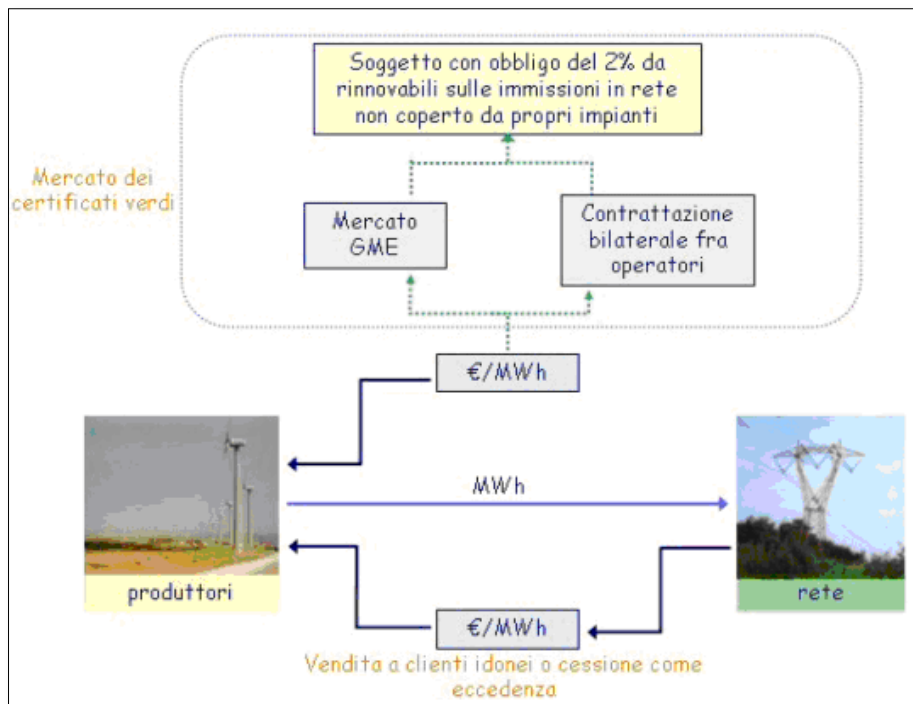 Soggetto con obbligo del 2% da
rinnovabili sulle immissioni in rete
non coperto da propri impianti
Mercato dei
certificati verdi
Mercato
GME
Contrattazione
bilaterale fra
operatori
€/MWh
MWh
produttori
rete
€/MWh
Vendita a clienti idonei o cessione come
eccedenza